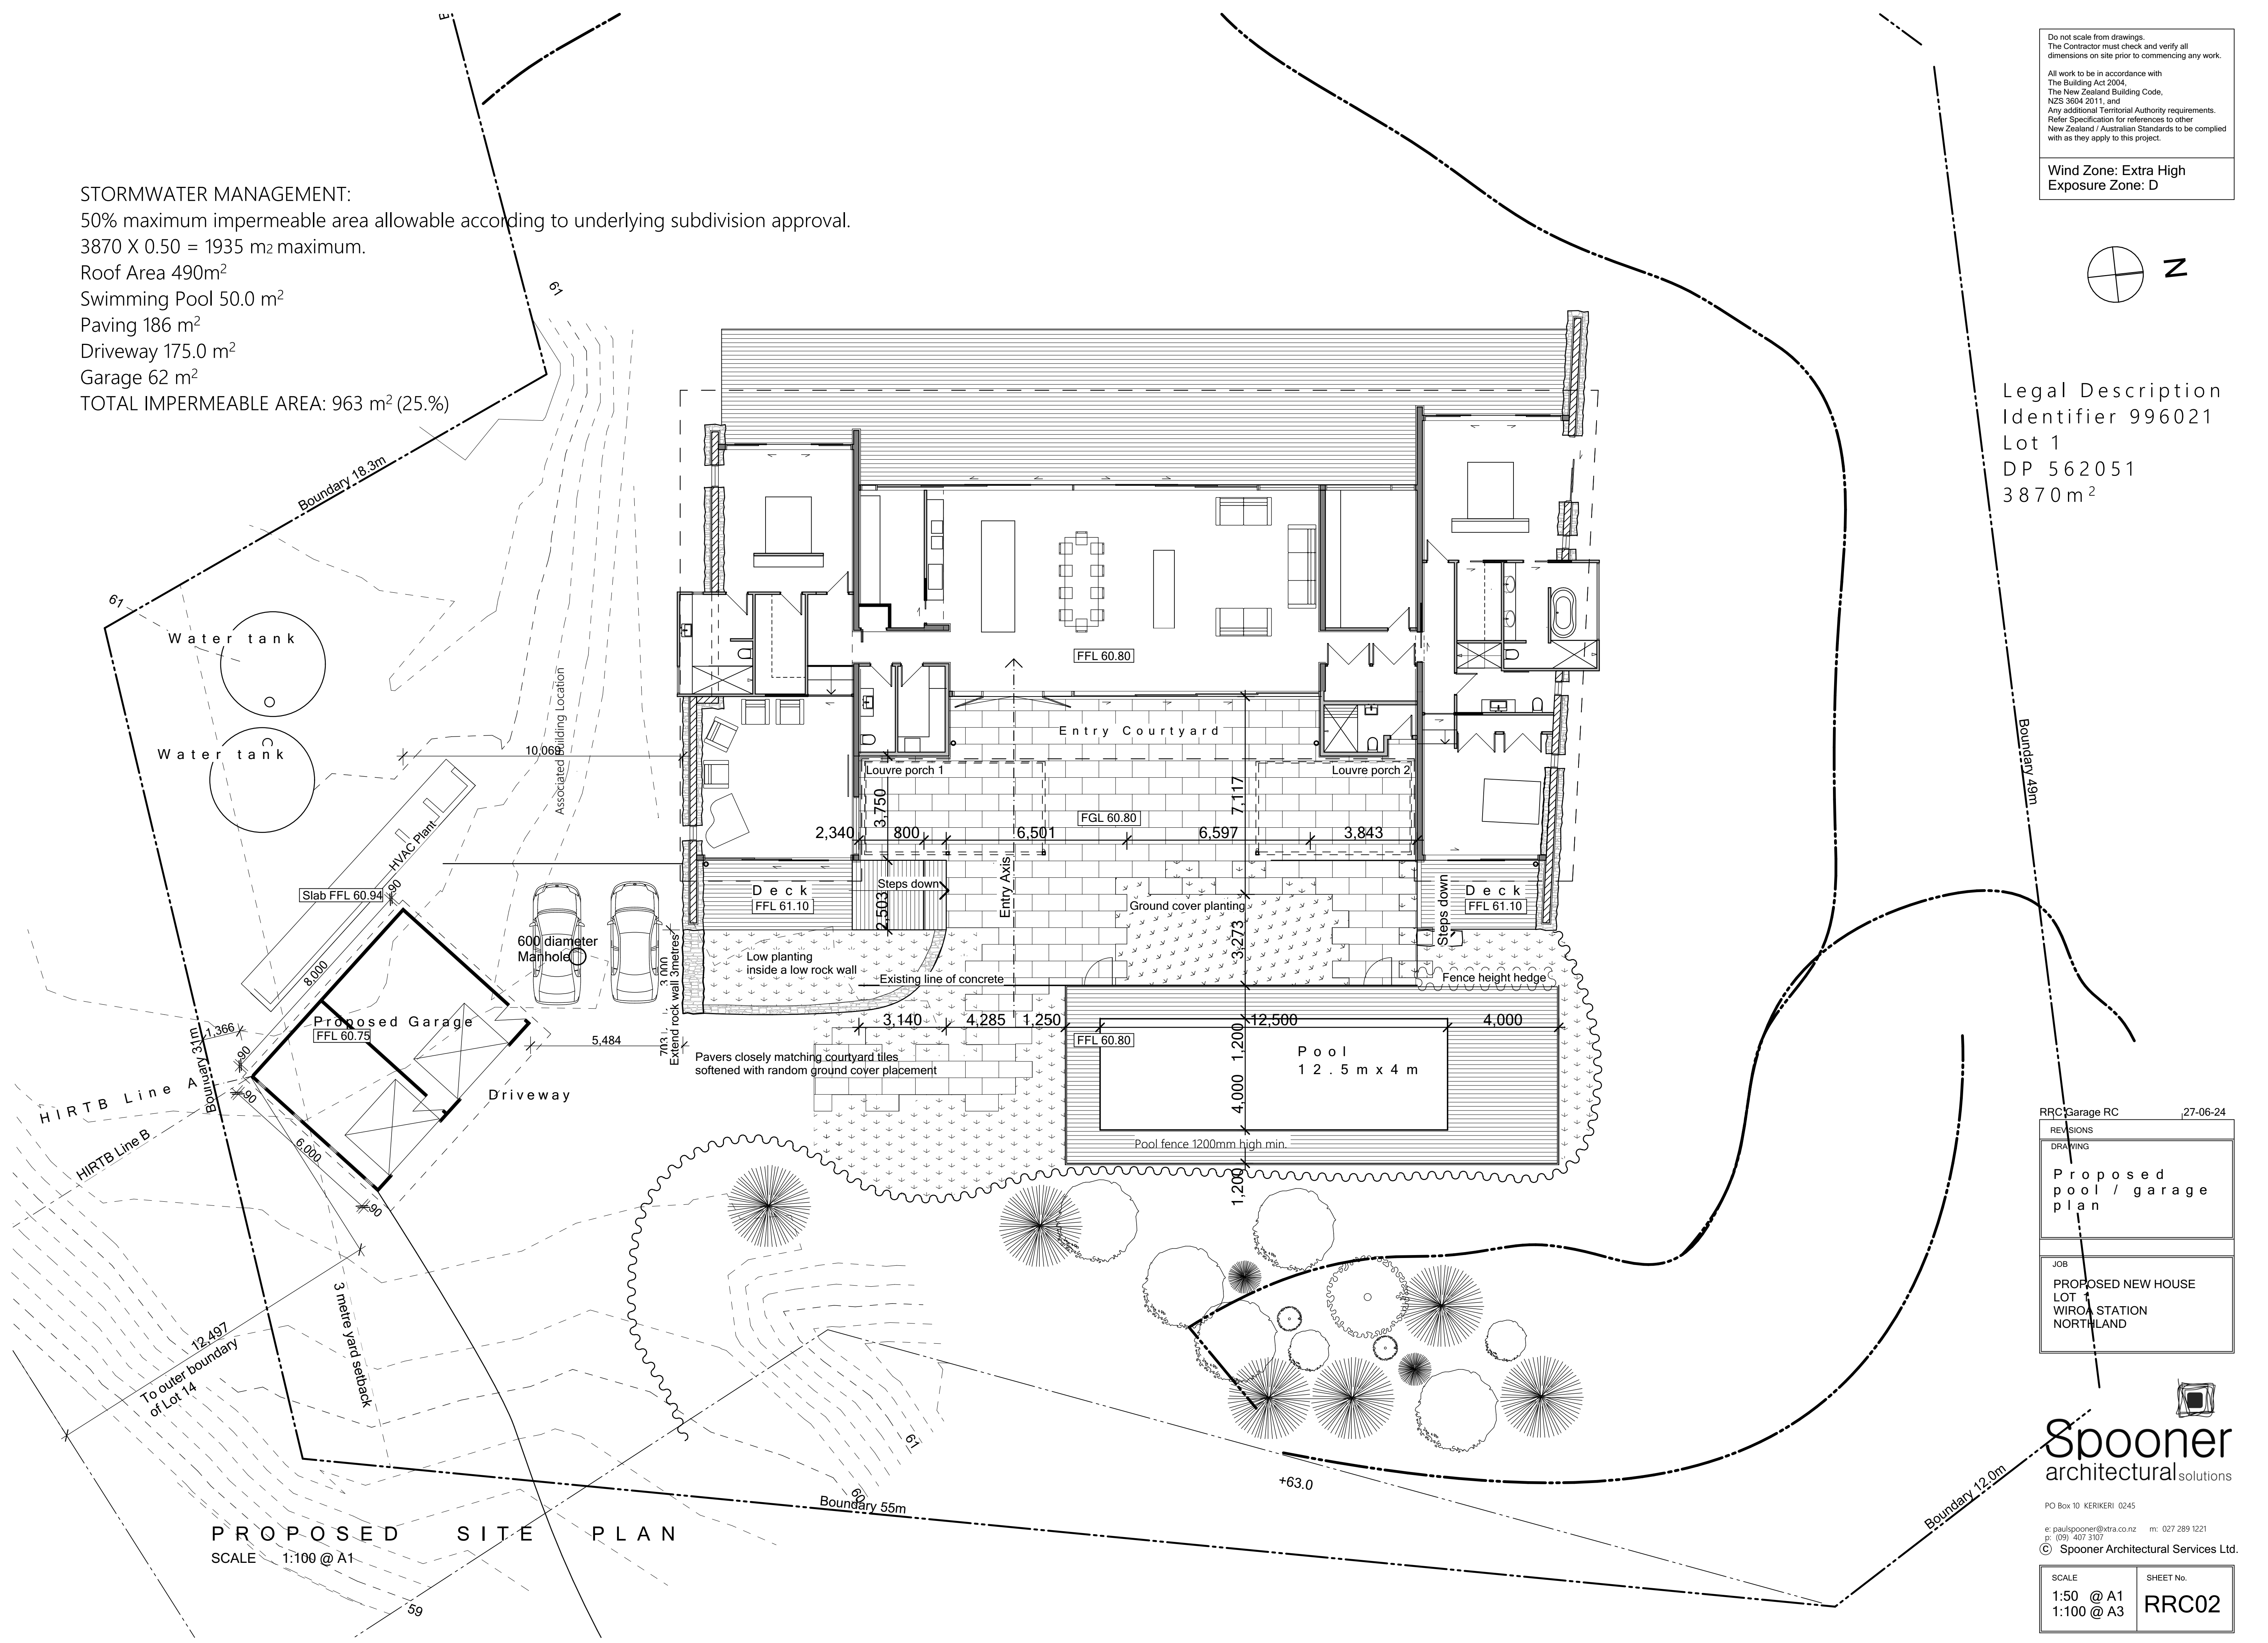 STORMWATER MANAGEMENT:
50% maximum impermeable area allowable according to underlying subdivision approval.
3870 X 0.50 = 1935 m2 maximum.
Roof Area 490m²
Swimming Pool 50.0 m²
Paving 186 m²
Driveway 175.0 m²
Garage 62 m²
TOTAL IMPERMEABLE AREA: 963 m² (25.%)
Do not scale from drawings.
The Contractor must check and verify all
dimensions on site prior to commencing any work.
All work to be in accordance with
The Building Act 2004,
The New Zealand Building Code,
NZS 3604 2011, and
Any additional Territorial Authority requirements.
Refer Specification for references to other
New Zealand / Australian Standards to be complied
with as they apply to this project.
Wind Zone: Extra High
Exposure Zone: D
N
Legal Description
Identifier 996021
Lot 1
DP 562051
3870m²
61
Boundary 18.3m
61
Water tank
Water tank
Associated Building Location
10,069
HVAC Plant
Slab FFL 60.94
90
8,000
600 diameter
Manhole
Proposed Garage
FFL 60.75
1,366
90
90
6,000
90
Boundary 31m
HIRTB Line A
HIRTB Line B
5,484
Driveway
3,000
703
Extend rock wall 3metres
FFL 60.80
Entry Courtyard
Louvre porch 1
Louvre porch 2
3,750
7,117
FGL 60.80
2,340
800
6,501
6,597
3,843
Entry Axis
Deck
FFL 61.10
Steps down
2,503
Ground cover planting
3,273
Steps down
Deck
FFL 61.10
Low planting
inside a low rock wall
Existing line of concrete
Fence height hedge
3,140
4,285
1,250
12,500
4,000
FFL 60.80
1,200
Pool
12.5m x 4m
4,000
Pavers closely matching courtyard tiles
softened with random ground cover placement
Pool fence 1200mm high min.
1,200
Boundary 49m
3 metre yard setback
12,497
To outer boundary
of Lot 14
61
60
59
Boundary 55m
+63.0
Boundary 12.0m
PROPOSED SITE PLAN
SCALE 1:100 @ A1
RRC Garage RC 27-06-24
REVISIONS
DRAWING
Proposed
pool / garage
plan
JOB
PROPOSED NEW HOUSE
LOT 1
WIROA STATION
NORTHLAND
Spooner
architectural solutions
PO Box 10 KERIKERI 0245
e: paulspooner@xtra.co.nz m: 027 289 1221
p: (09) 407 3107
© Spooner Architectural Services Ltd.
SCALE
1:50 @ A1
1:100 @ A3
SHEET No.
RRC02